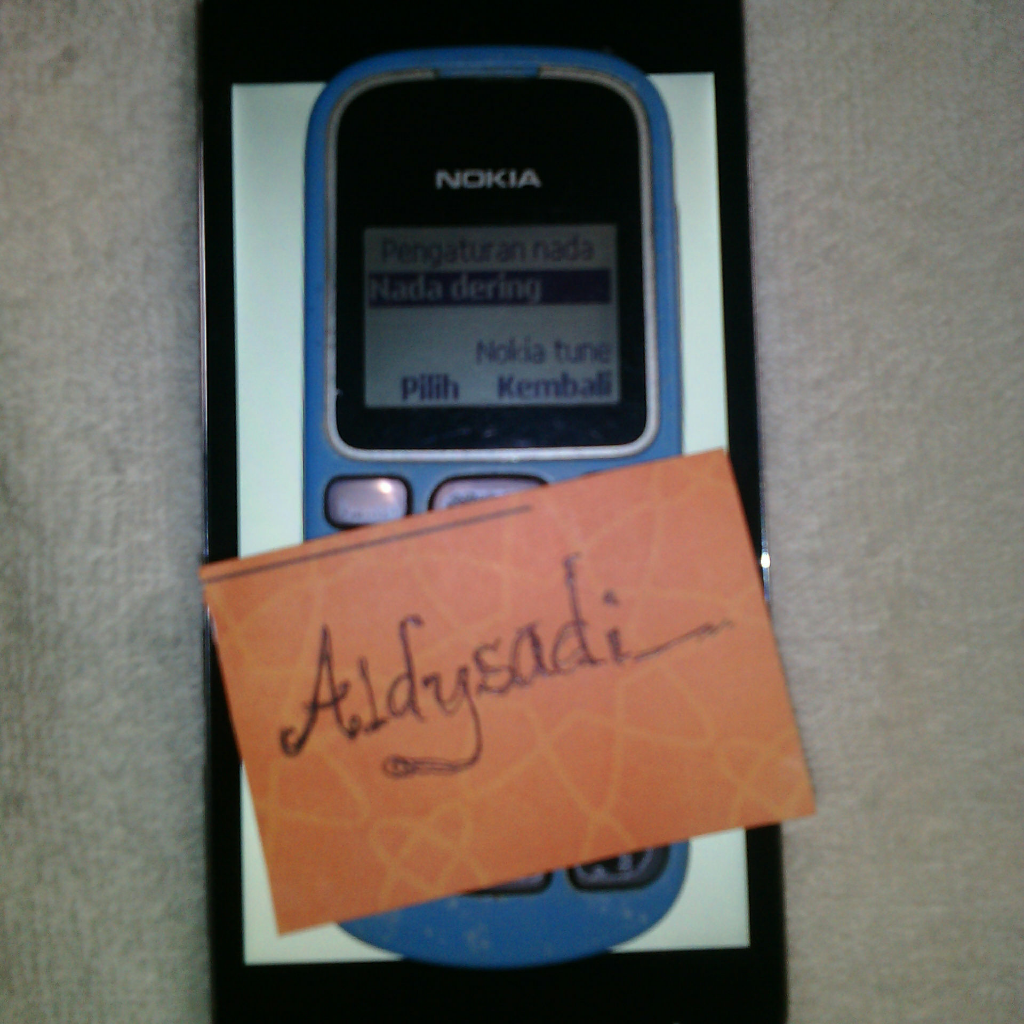 NOKIA
Pengaturan nada
Nada dering
Nokia tune
Pilih Kembali
Aldysadi